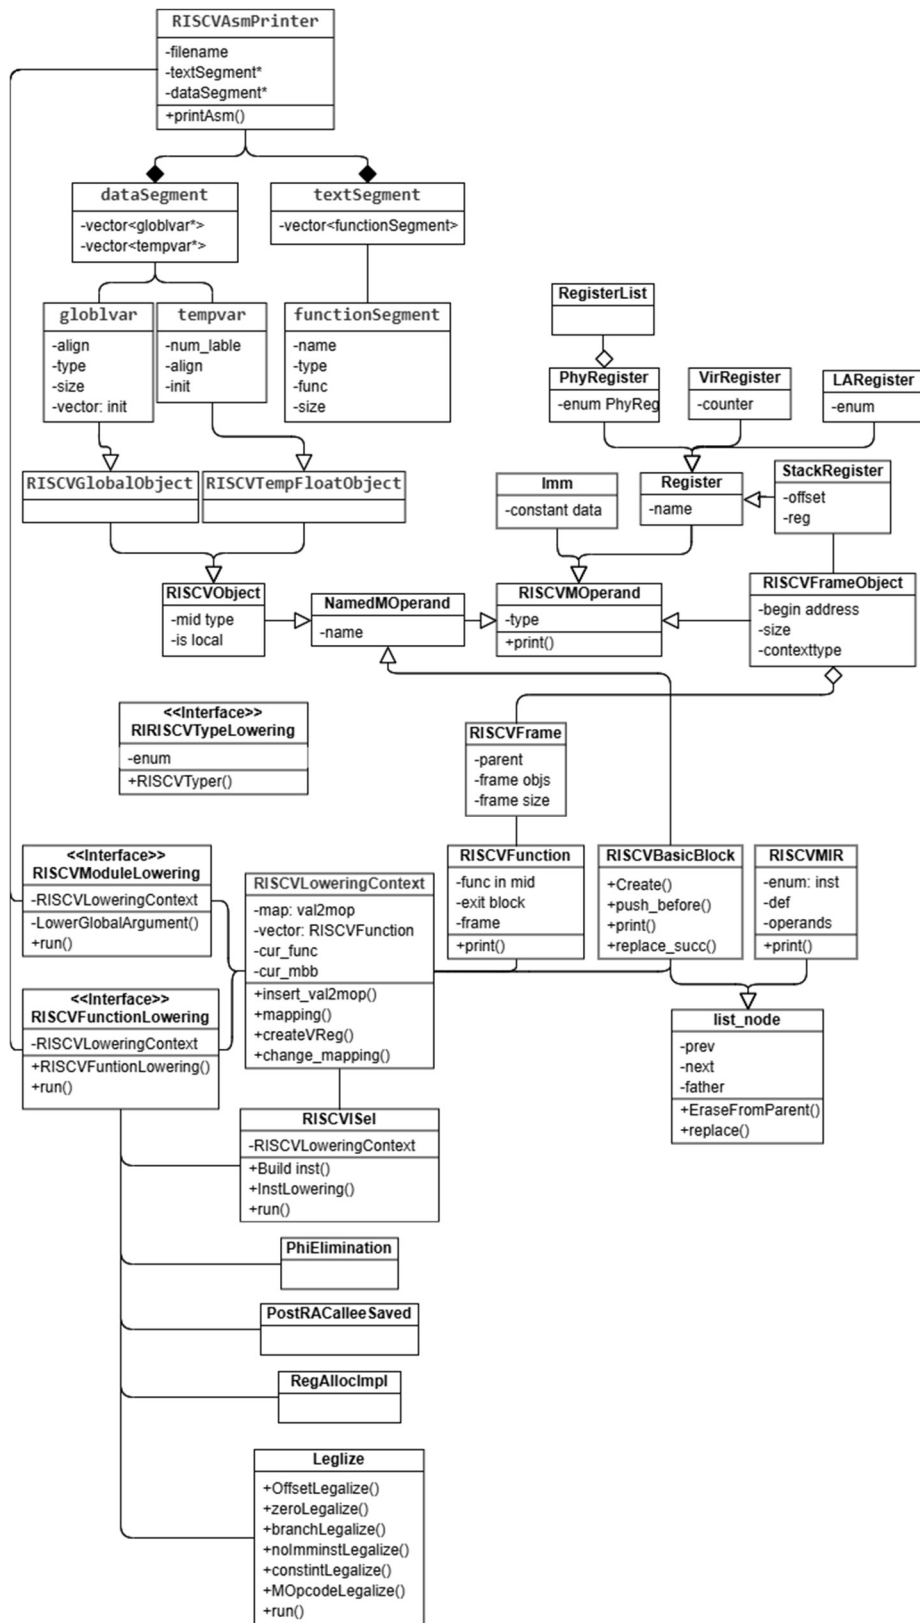 RISCVAsmPrinter
-filename
-textSegment*
-dataSegment*
+printAsm()
dataSegment
-vector<globlvar*>
-vector<tempvar*>
textSegment
-vector<functionSegment>
globlvar
-align
-type
-size
-vector: init
tempvar
-num_lable
-align
-init
functionSegment
-name
-type
-func
-size
RegisterList
PhyRegister
-enum PhyReg
VirRegister
-counter
LARegister
-enum
RISCVGlobalObject
RISCVTempFloatObject
Imm
-constant data
Register
-name
StackRegister
-offset
-reg
RISCVObject
-mid type
-is local
NamedMOperand
-name
RISCVMOperand
-type
+print()
RISCVFrameObject
-begin address
-size
-contexttype
<<Interface>>
RIRISCVTypeLowering
-enum
+RISCVTyper()
RISCVFrame
-parent
-frame objs
-frame size
<<Interface>>
RISCVModuleLowering
-RISCVLoweringContext
-LowerGlobalArgument()
+run()
RISCVLoweringContext
-map: val2mop
-vector: RISCVFunction
-cur_func
-cur_mbb
+insert_val2mop()
+mapping()
+createVReg()
+change_mapping()
RISCVFunction
-func in mid
-exit block
-frame
+print()
RISCVBasicBlock
+Create()
+push_before()
+print()
+replace_succ()
RISCVMIR
-enum: inst
-def
-operands
+print()
<<Interface>>
RISCVFunctionLowering
-RISCVLoweringContext
+RISCVFuntionLowering()
+run()
list_node
-prev
-next
-father
+EraseFromParent()
+replace()
RISCVISel
-RISCVLoweringContext
+Build inst()
+InstLowering()
+run()
PhiElimination
PostRACalleeSaved
RegAllocImpl
Leglize
+OffsetLegalize()
+zeroLegalize()
+branchLegalize()
+noImminstLegalize()
+constintLegalize()
+MOpcodeLegalize()
+run()